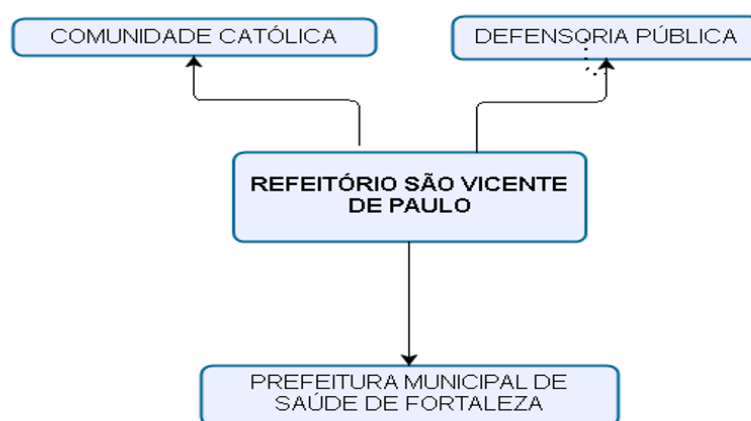 COMUNIDADE CATÓLICA
DEFENSORIA PÚBLICA
REFEITÓRIO SÃO VICENTE
DE PAULO
PREFEITURA MUNICIPAL DE
SAÚDE DE FORTALEZA